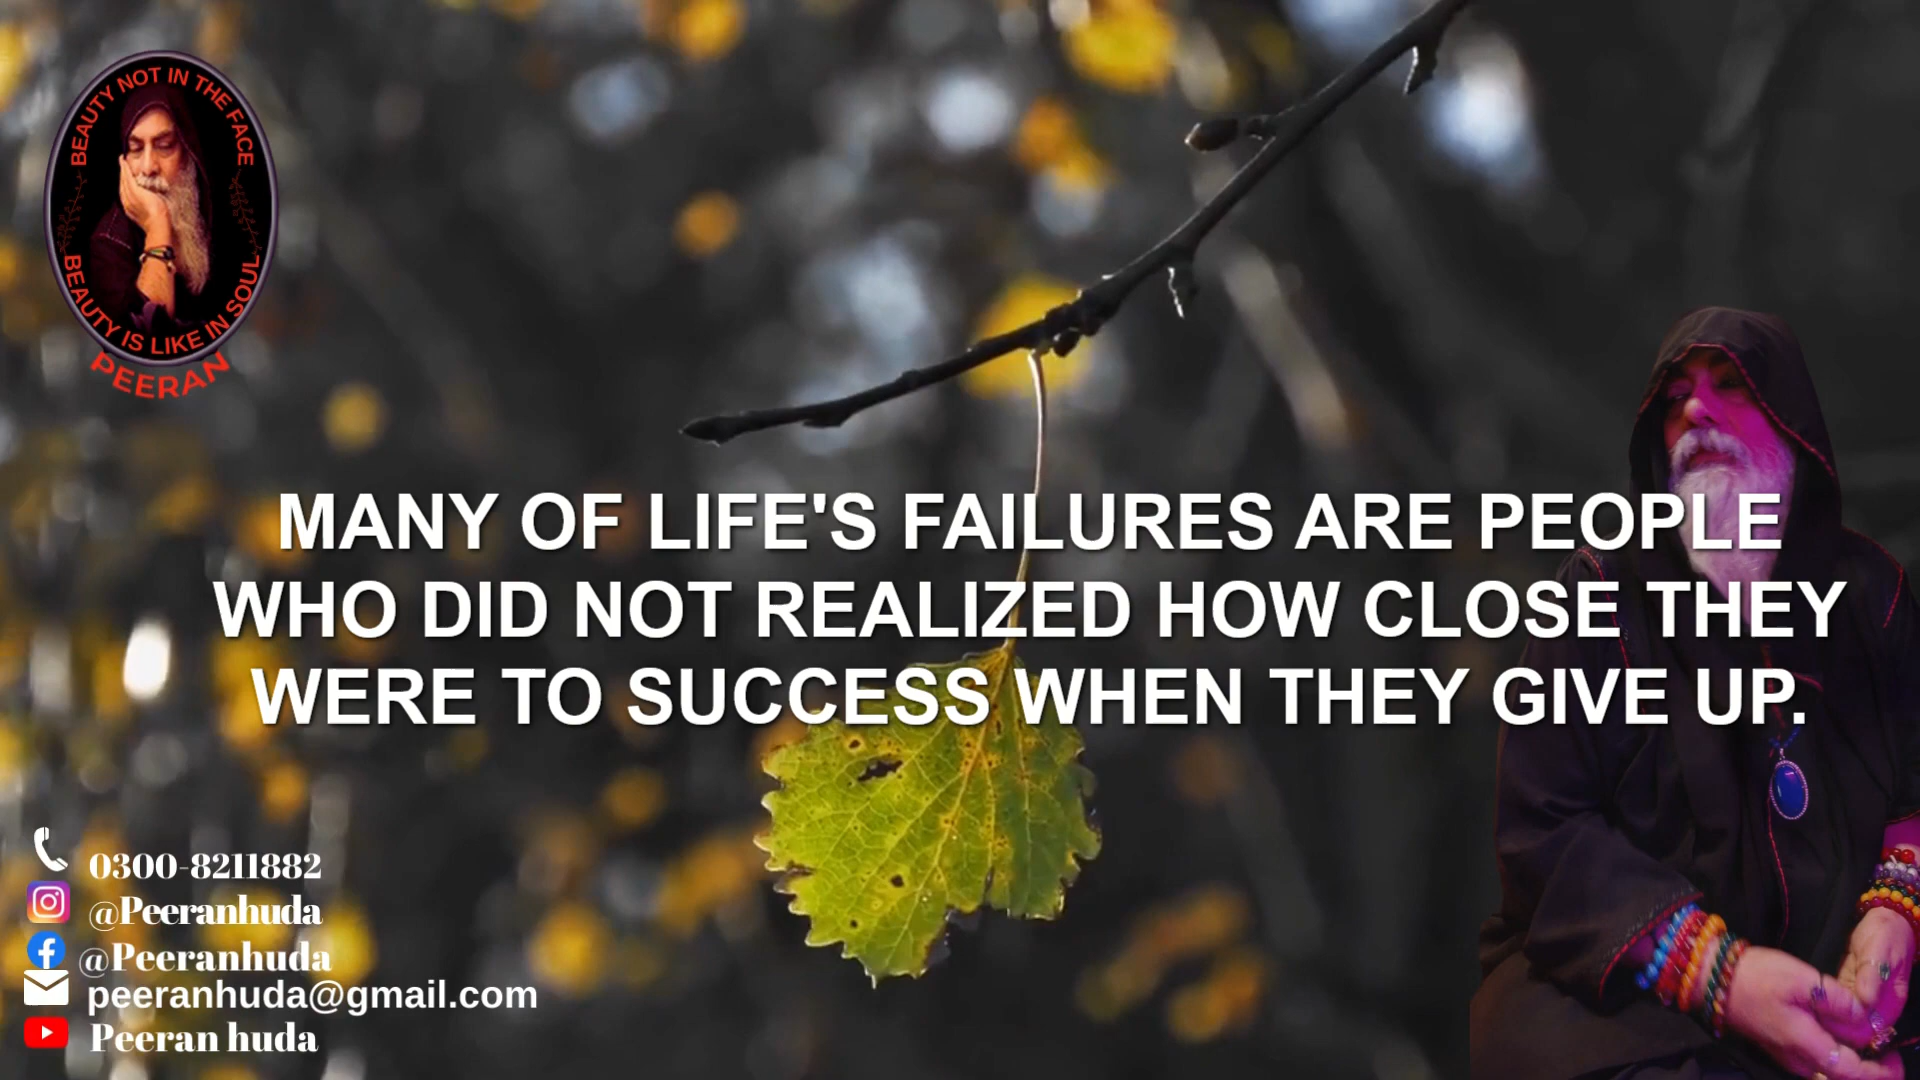 BEAUTY NOT IN THE FACE
BEAUTY IS LIKE IN SOUL
PEERAN
MANY OF LIFE'S FAILURES ARE PEOPLE
WHO DID NOT REALIZED HOW CLOSE THEY
WERE TO SUCCESS WHEN THEY GIVE UP.
0300-8211882
@Peeranhuda
@Peeranhuda
peeranhuda@gmail.com
Peeran huda